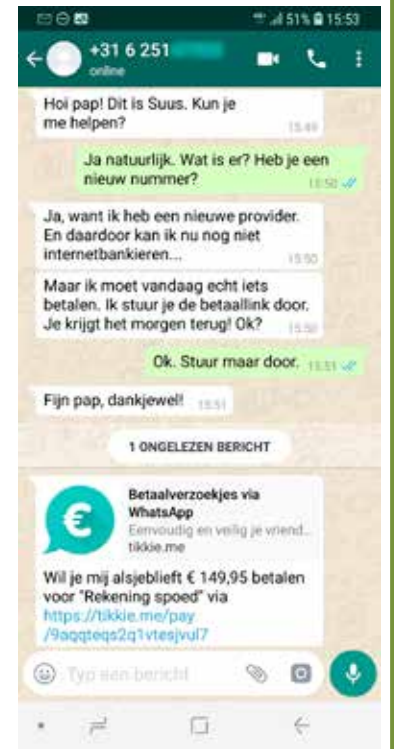 51% 15:53
+31 6 251
online
Hoi pap! Dit is Suus. Kun je
me helpen?
15:49
Ja natuurlijk. Wat is er? Heb je een
nieuw nummer?
15:50
Ja, want ik heb een nieuwe provider.
En daardoor kan ik nu nog niet
internetbankieren...
15:50
Maar ik moet vandaag echt iets
betalen. Ik stuur je de betaallink door.
Je krijgt het morgen terug! Ok?
15:50
Ok. Stuur maar door. 15:51
Fijn pap, dankjewel! 15:51
1 ONGELEZEN BERICHT
Betaalverzoekjes via
WhatsApp
Eenvoudig en veilig je vriend...
tikkie.me
Wil je mij alsjeblieft € 149,95 betalen
voor "Rekening spoed" via
https://tikkie.me/pay
/9aqqteqs2q1vtesjvul7
Typ een bericht